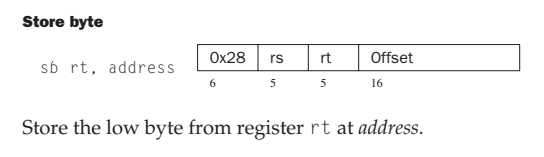 Store byte
sb rt, address 0x28 rs rt Offset
6 5 5 16
Store the low byte from register rt at address.